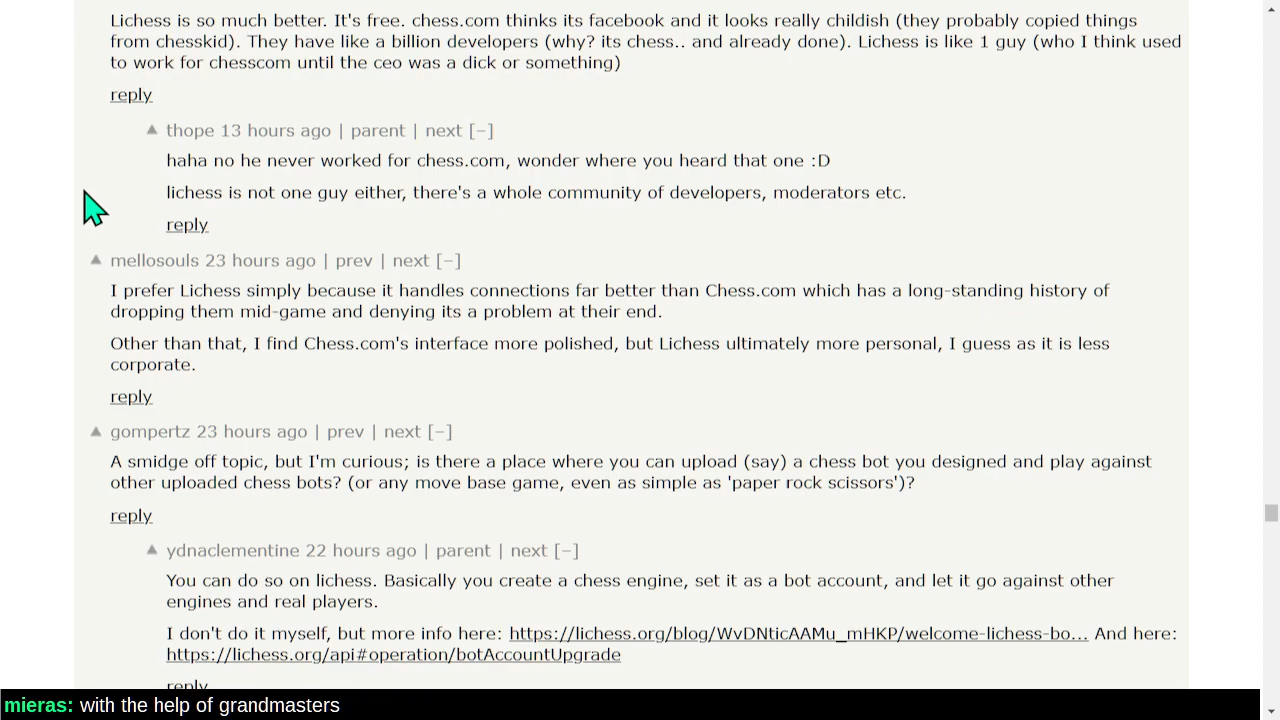 Lichess is so much better. It's free. chess.com thinks its facebook and it looks really childish (they probably copied things
from chesskid). They have like a billion developers (why? its chess.. and already done). Lichess is like 1 guy (who I think used
to work for chesscom until the ceo was a dick or something)
reply
thope 13 hours ago | parent | next [–]
haha no he never worked for chess.com, wonder where you heard that one :D
lichess is not one guy either, there's a whole community of developers, moderators etc.
reply
mellosouls 23 hours ago | prev | next [–]
I prefer Lichess simply because it handles connections far better than Chess.com which has a long-standing history of
dropping them mid-game and denying its a problem at their end.
Other than that, I find Chess.com's interface more polished, but Lichess ultimately more personal, I guess as it is less
corporate.
reply
gompertz 23 hours ago | prev | next [–]
A smidge off topic, but I'm curious; is there a place where you can upload (say) a chess bot you designed and play against
other uploaded chess bots? (or any move base game, even as simple as 'paper rock scissors')?
reply
ydnaclementine 22 hours ago | parent | next [–]
You can do so on lichess. Basically you create a chess engine, set it as a bot account, and let it go against other
engines and real players.
I don't do it myself, but more info here: https://lichess.org/blog/WvDNticAAMu_mHKP/welcome-lichess-bo... And here:
https://lichess.org/api#operation/botAccountUpgrade
reply
mieras: with the help of grandmasters